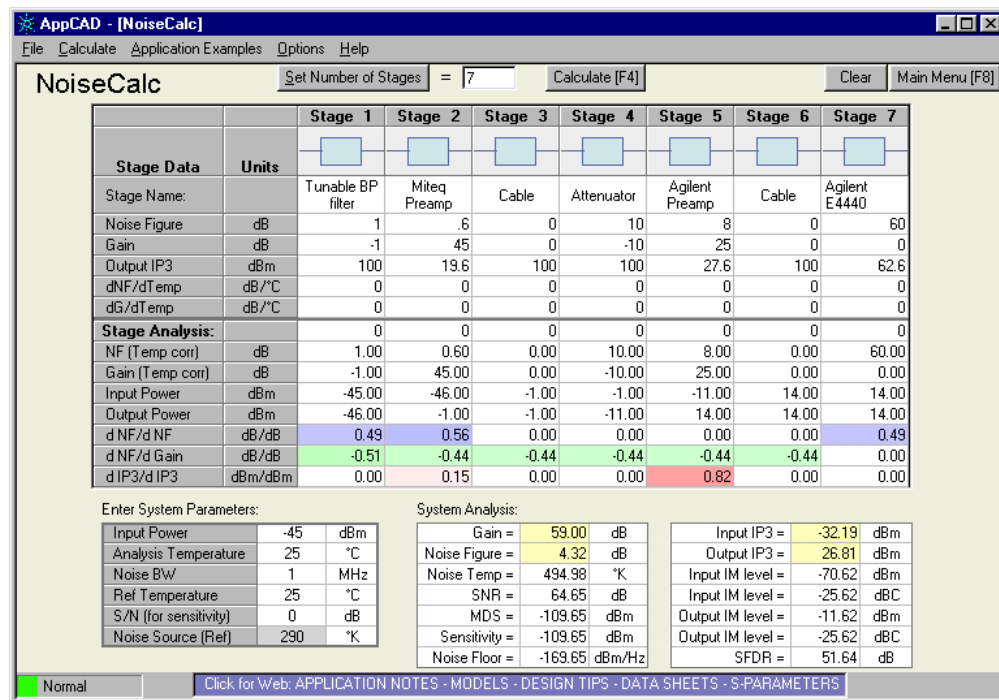 AppCAD - [NoiseCalc]
File Calculate Application Examples Options Help
NoiseCalc Set Number of Stages = 7 Calculate [F4] Clear Main Menu [F8]
Stage 1 Stage 2 Stage 3 Stage 4 Stage 5 Stage 6 Stage 7
Stage Data Units
Stage Name: Tunable BP filter Miteq Preamp Cable Attenuator Agilent Preamp Cable Agilent E4440
Noise Figure dB 1 .6 0 10 8 0 60
Gain dB -1 45 0 -10 25 0 0
Output IP3 dBm 100 19.6 100 100 27.6 100 62.6
dNF/dTemp dB/°C 0 0 0 0 0 0 0
dG/dTemp dB/°C 0 0 0 0 0 0 0
Stage Analysis: 0 0 0 0 0 0 0
NF (Temp corr) dB 1.00 0.60 0.00 10.00 8.00 0.00 60.00
Gain (Temp corr) dB -1.00 45.00 0.00 -10.00 25.00 0.00 0.00
Input Power dBm -45.00 -46.00 -1.00 -1.00 -11.00 14.00 14.00
Output Power dBm -46.00 -1.00 -1.00 -11.00 14.00 14.00 14.00
d NF/d NF dB/dB 0.49 0.56 0.00 0.00 0.00 0.00 0.49
d NF/d Gain dB/dB -0.51 -0.44 -0.44 -0.44 -0.44 -0.44 0.00
d IP3/d IP3 dBm/dBm 0.00 0.15 0.00 0.00 0.82 0.00 0.00
Enter System Parameters:
Input Power -45 dBm
Analysis Temperature 25 °C
Noise BW 1 MHz
Ref Temperature 25 °C
S/N (for sensitivity) 0 dB
Noise Source (Ref) 290 °K
System Analysis:
Gain = 59.00 dB
Noise Figure = 4.32 dB
Noise Temp = 494.98 °K
SNR = 64.65 dB
MDS = -109.65 dBm
Sensitivity = -109.65 dBm
Noise Floor = -169.65 dBm/Hz
Input IP3 = -32.19 dBm
Output IP3 = 26.81 dBm
Input IM level = -70.62 dBm
Input IM level = -25.62 dBC
Output IM level = -11.62 dBm
Output IM level = -25.62 dBC
SFDR = 51.64 dB
Normal Click for Web: APPLICATION NOTES - MODELS - DESIGN TIPS - DATA SHEETS - S-PARAMETERS